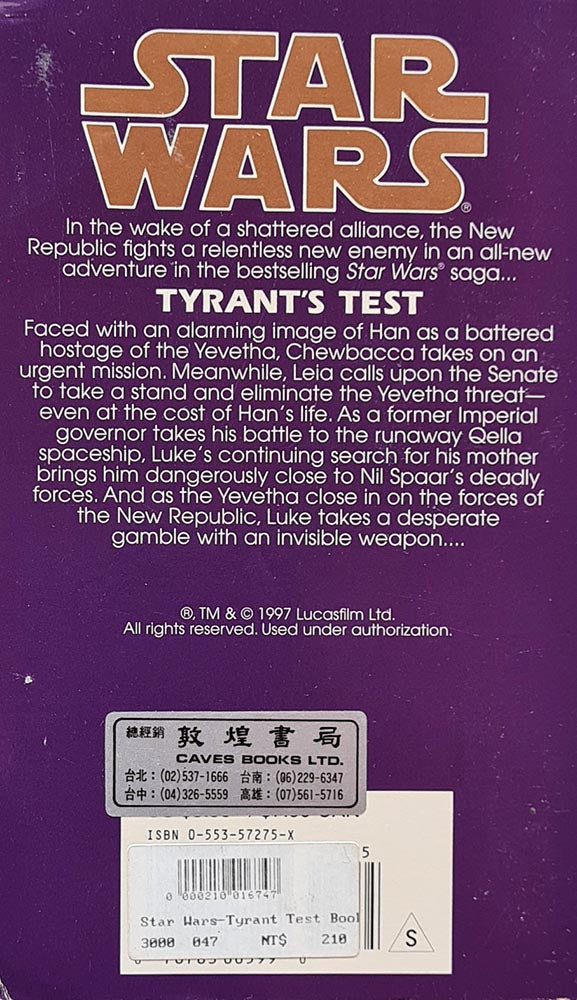 STAR
WARS®
In the wake of a shattered alliance, the New
Republic fights a relentless new enemy in an all-new
adventure in the bestselling Star Wars® saga...
TYRANT'S TEST
Faced with an alarming image of Han as a battered
hostage of the Yevetha, Chewbacca takes on an
urgent mission. Meanwhile, Leia calls upon the Senate
to take a stand and eliminate the Yevetha threat—
even at the cost of Han's life. As a former Imperial
governor takes his battle to the runaway Qella
spaceship, Luke's continuing search for his mother
brings him dangerously close to Nil Spaar's deadly
forces. And as the Yevetha close in on the forces of
the New Republic, Luke takes a desperate
gamble with an invisible weapon....
®, TM & © 1997 Lucasfilm Ltd.
All rights reserved. Used under authorization.
總經銷 敦煌書局
CAVES BOOKS LTD.
台北：(02)537-1666 台南：(06)229-6347
台中：(04)326-5559 高雄：(07)561-5716
ISBN 0-553-57275-X
5
0 000210 016747
Star Wars-Tyrant Test Boo
3000 047 NT$ 210
S